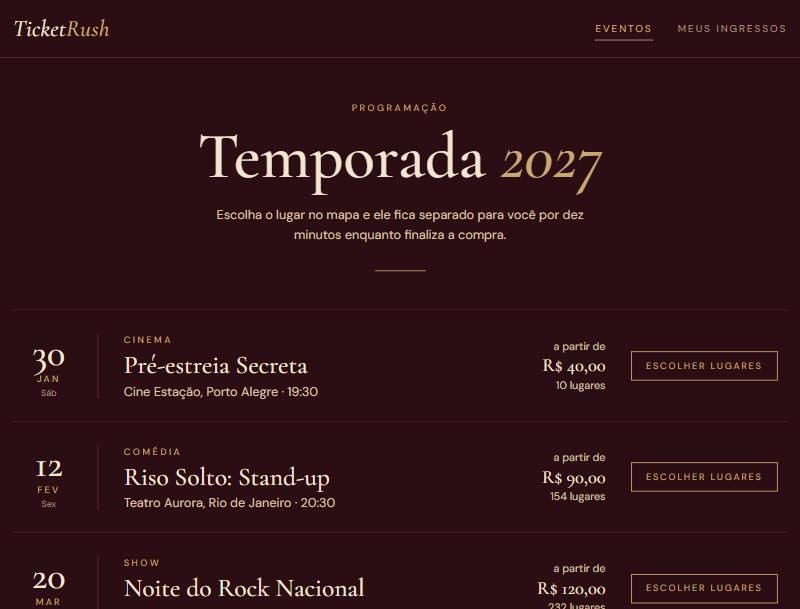 TicketRush
EVENTOS
MEUS INGRESSOS
PROGRAMAÇÃO
Temporada 2027
Escolha o lugar no mapa e ele fica separado para você por dez
minutos enquanto finaliza a compra.
30
JAN
Sáb
CINEMA
Pré-estreia Secreta
Cine Estação, Porto Alegre · 19:30
a partir de
R$ 40,00
10 lugares
ESCOLHER LUGARES
12
FEV
Sex
COMÉDIA
Riso Solto: Stand-up
Teatro Aurora, Rio de Janeiro · 20:30
a partir de
R$ 90,00
154 lugares
ESCOLHER LUGARES
20
MAR
SHOW
Noite do Rock Nacional
a partir de
R$ 120,00
232 lugares
ESCOLHER LUGARES